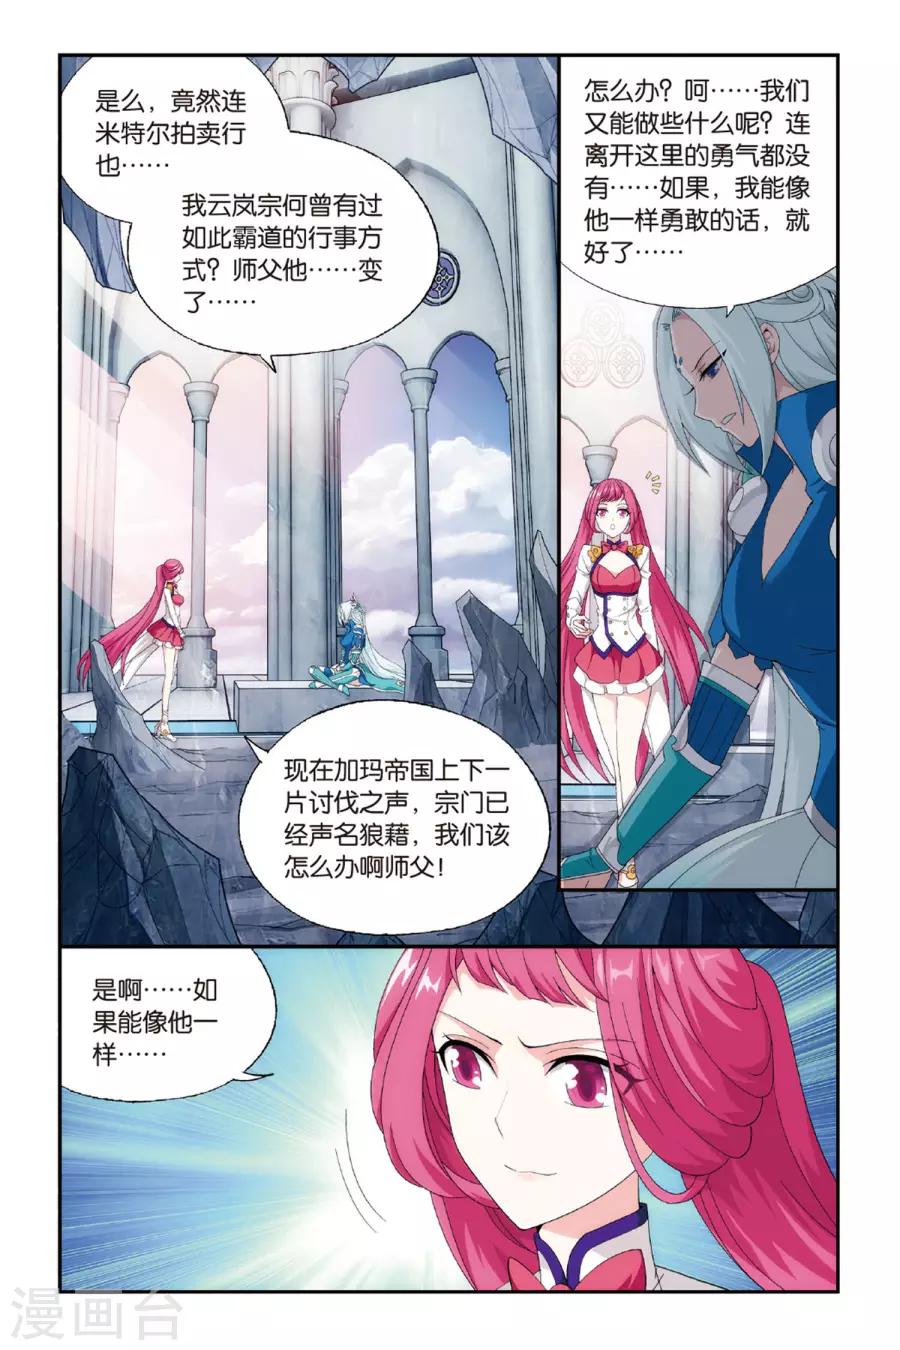 是么，竟然连
米特尔拍卖行
也……
我云岚宗何曾有过
如此霸道的行事方
式？师父他……变
了……
怎么办？呵……我们
又能做些什么呢？连
离开这里的勇气都没
有……如果，我能像
他一样勇敢的话，就
好了……
现在加玛帝国上下一
片讨伐之声，宗门已
经声名狼藉，我们该
怎么办啊师父！
是啊……如
果能像他一
样……
漫画台